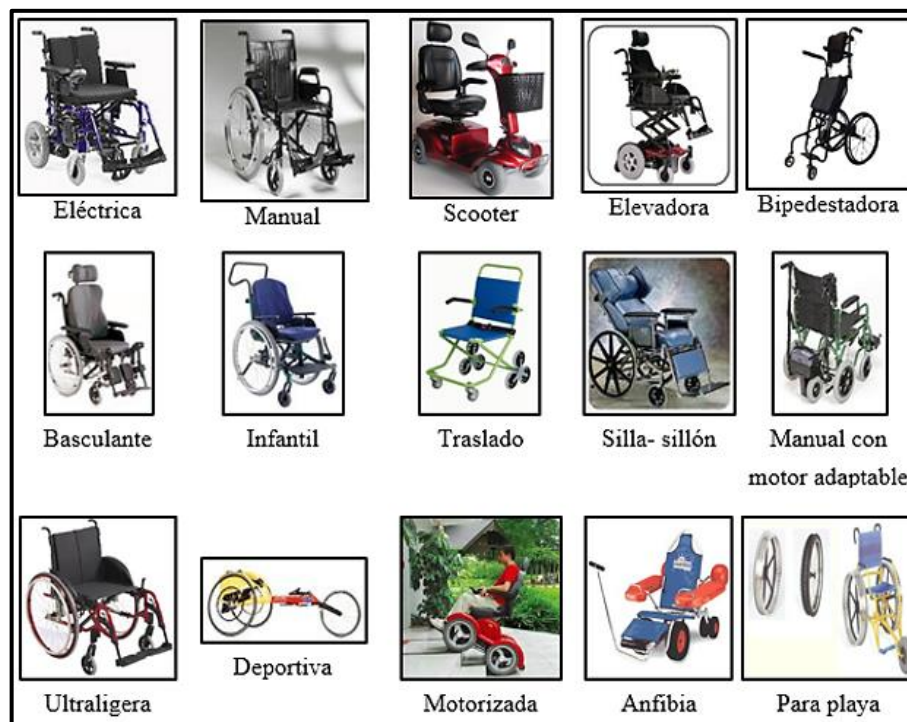 Eléctrica
Manual
Scooter
Elevadora
Bipedestadora
Basculante
Infantil
Traslado
Silla- sillón
Manual con
motor adaptable
Ultraligera
Deportiva
Motorizada
Anfibia
Para playa